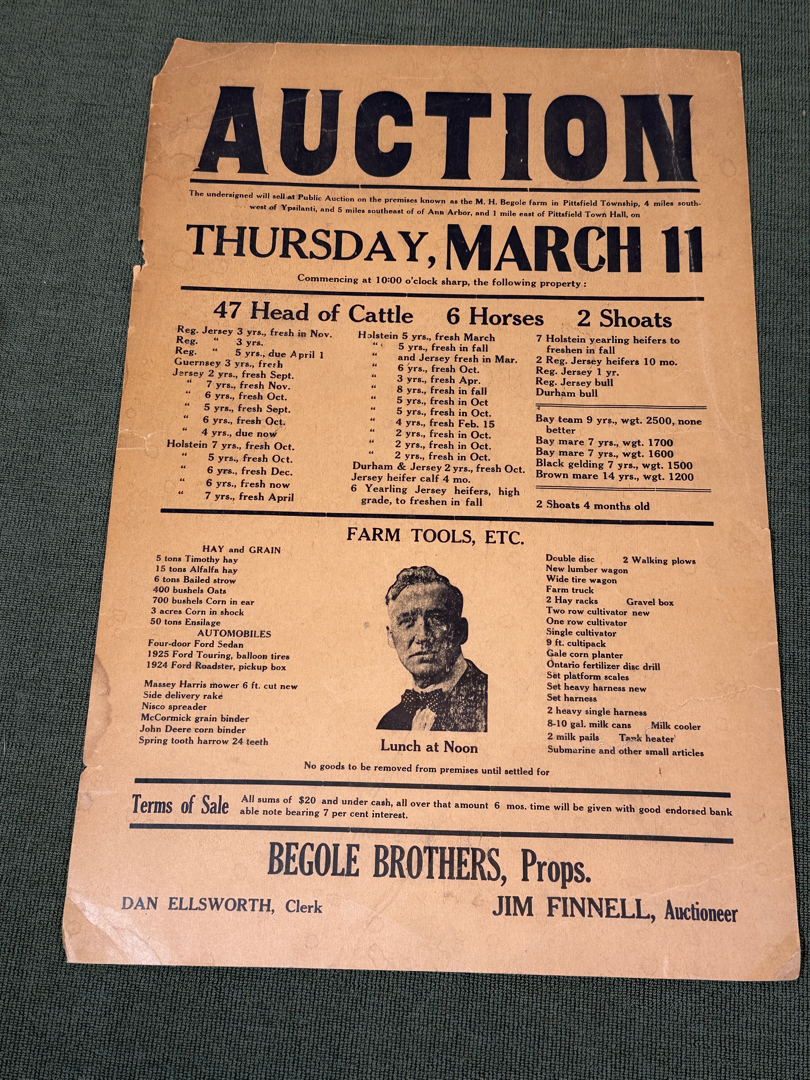 AUCTION
The undersigned will sell at Public Auction on the premises known as the M. H. Begole farm in Pittsfield Township, 4 miles south-
west of Ypsilanti, and 5 miles southeast of of Ann Arbor, and 1 mile east of Pittsfield Town Hall, on
THURSDAY, MARCH 11
Commencing at 10:00 o'clock sharp, the following property:
47 Head of Cattle 6 Horses 2 Shoats
Reg. Jersey 3 yrs., fresh in Nov.
Reg. " 3 yrs.
Reg. " 5 yrs., due April 1
Guernsey 3 yrs., fresh
Jersey 2 yrs., fresh Sept.
" 7 yrs., fresh Nov.
" 6 yrs., fresh Oct.
" 5 yrs., fresh Sept.
" 6 yrs., fresh Oct.
" 4 yrs., due now
Holstein 7 yrs., fresh Oct.
" 5 yrs., fresh Oct.
" 6 yrs., fresh Dec.
" 6 yrs., fresh now
" 7 yrs., fresh April
Holstein 5 yrs., fresh March
" 5 yrs., fresh in fall
" and Jersey fresh in Mar.
" 6 yrs., fresh Oct.
" 3 yrs., fresh Apr.
" 8 yrs., fresh in fall
" 5 yrs., fresh in Oct
" 5 yrs., fresh in Oct.
" 4 yrs., fresh Feb. 15
" 2 yrs., fresh in Oct.
" 2 yrs., fresh in Oct.
" 2 yrs., fresh in Oct.
Durham & Jersey 2 yrs., fresh Oct.
Jersey heifer calf 4 mo.
6 Yearling Jersey heifers, high
grade, to freshen in fall
7 Holstein yearling heifers to
freshen in fall
2 Reg. Jersey heifers 10 mo.
Reg. Jersey 1 yr.
Reg. Jersey bull
Durham bull
Bay team 9 yrs., wgt. 2500, none
better
Bay mare 7 yrs., wgt. 1700
Bay mare 7 yrs., wgt. 1600
Black gelding 7 yrs., wgt. 1500
Brown mare 14 yrs., wgt. 1200
2 Shoats 4 months old
FARM TOOLS, ETC.
HAY and GRAIN
5 tons Timothy hay
15 tons Alfalfa hay
6 tons Bailed strow
400 bushels Oats
700 bushels Corn in ear
3 acres Corn in shock
50 tons Ensilage
AUTOMOBILES
Four-door Ford Sedan
1925 Ford Touring, balloon tires
1924 Ford Roadster, pickup box
Massey Harris mower 6 ft. cut new
Side delivery rake
Nisco spreader
McCormick grain binder
John Deere corn binder
Spring tooth harrow 24 teeth
Lunch at Noon
Double disc 2 Walking plows
New lumber wagon
Wide tire wagon
Farm truck
2 Hay racks Gravel box
Two row cultivator new
One row cultivator
Single cultivator
9 ft. cultipack
Gale corn planter
Ontario fertilizer disc drill
Set platform scales
Set heavy harness new
Set harness
2 heavy single harness
8-10 gal. milk cans Milk cooler
2 milk pails Tank heater
Submarine and other small articles
No goods to be removed from premises until settled for
Terms of Sale All sums of $20 and under cash, all over that amount 6 mos. time will be given with good endorsed bank
able note bearing 7 per cent interest.
BEGOLE BROTHERS, Props.
DAN ELLSWORTH, Clerk JIM FINNELL, Auctioneer